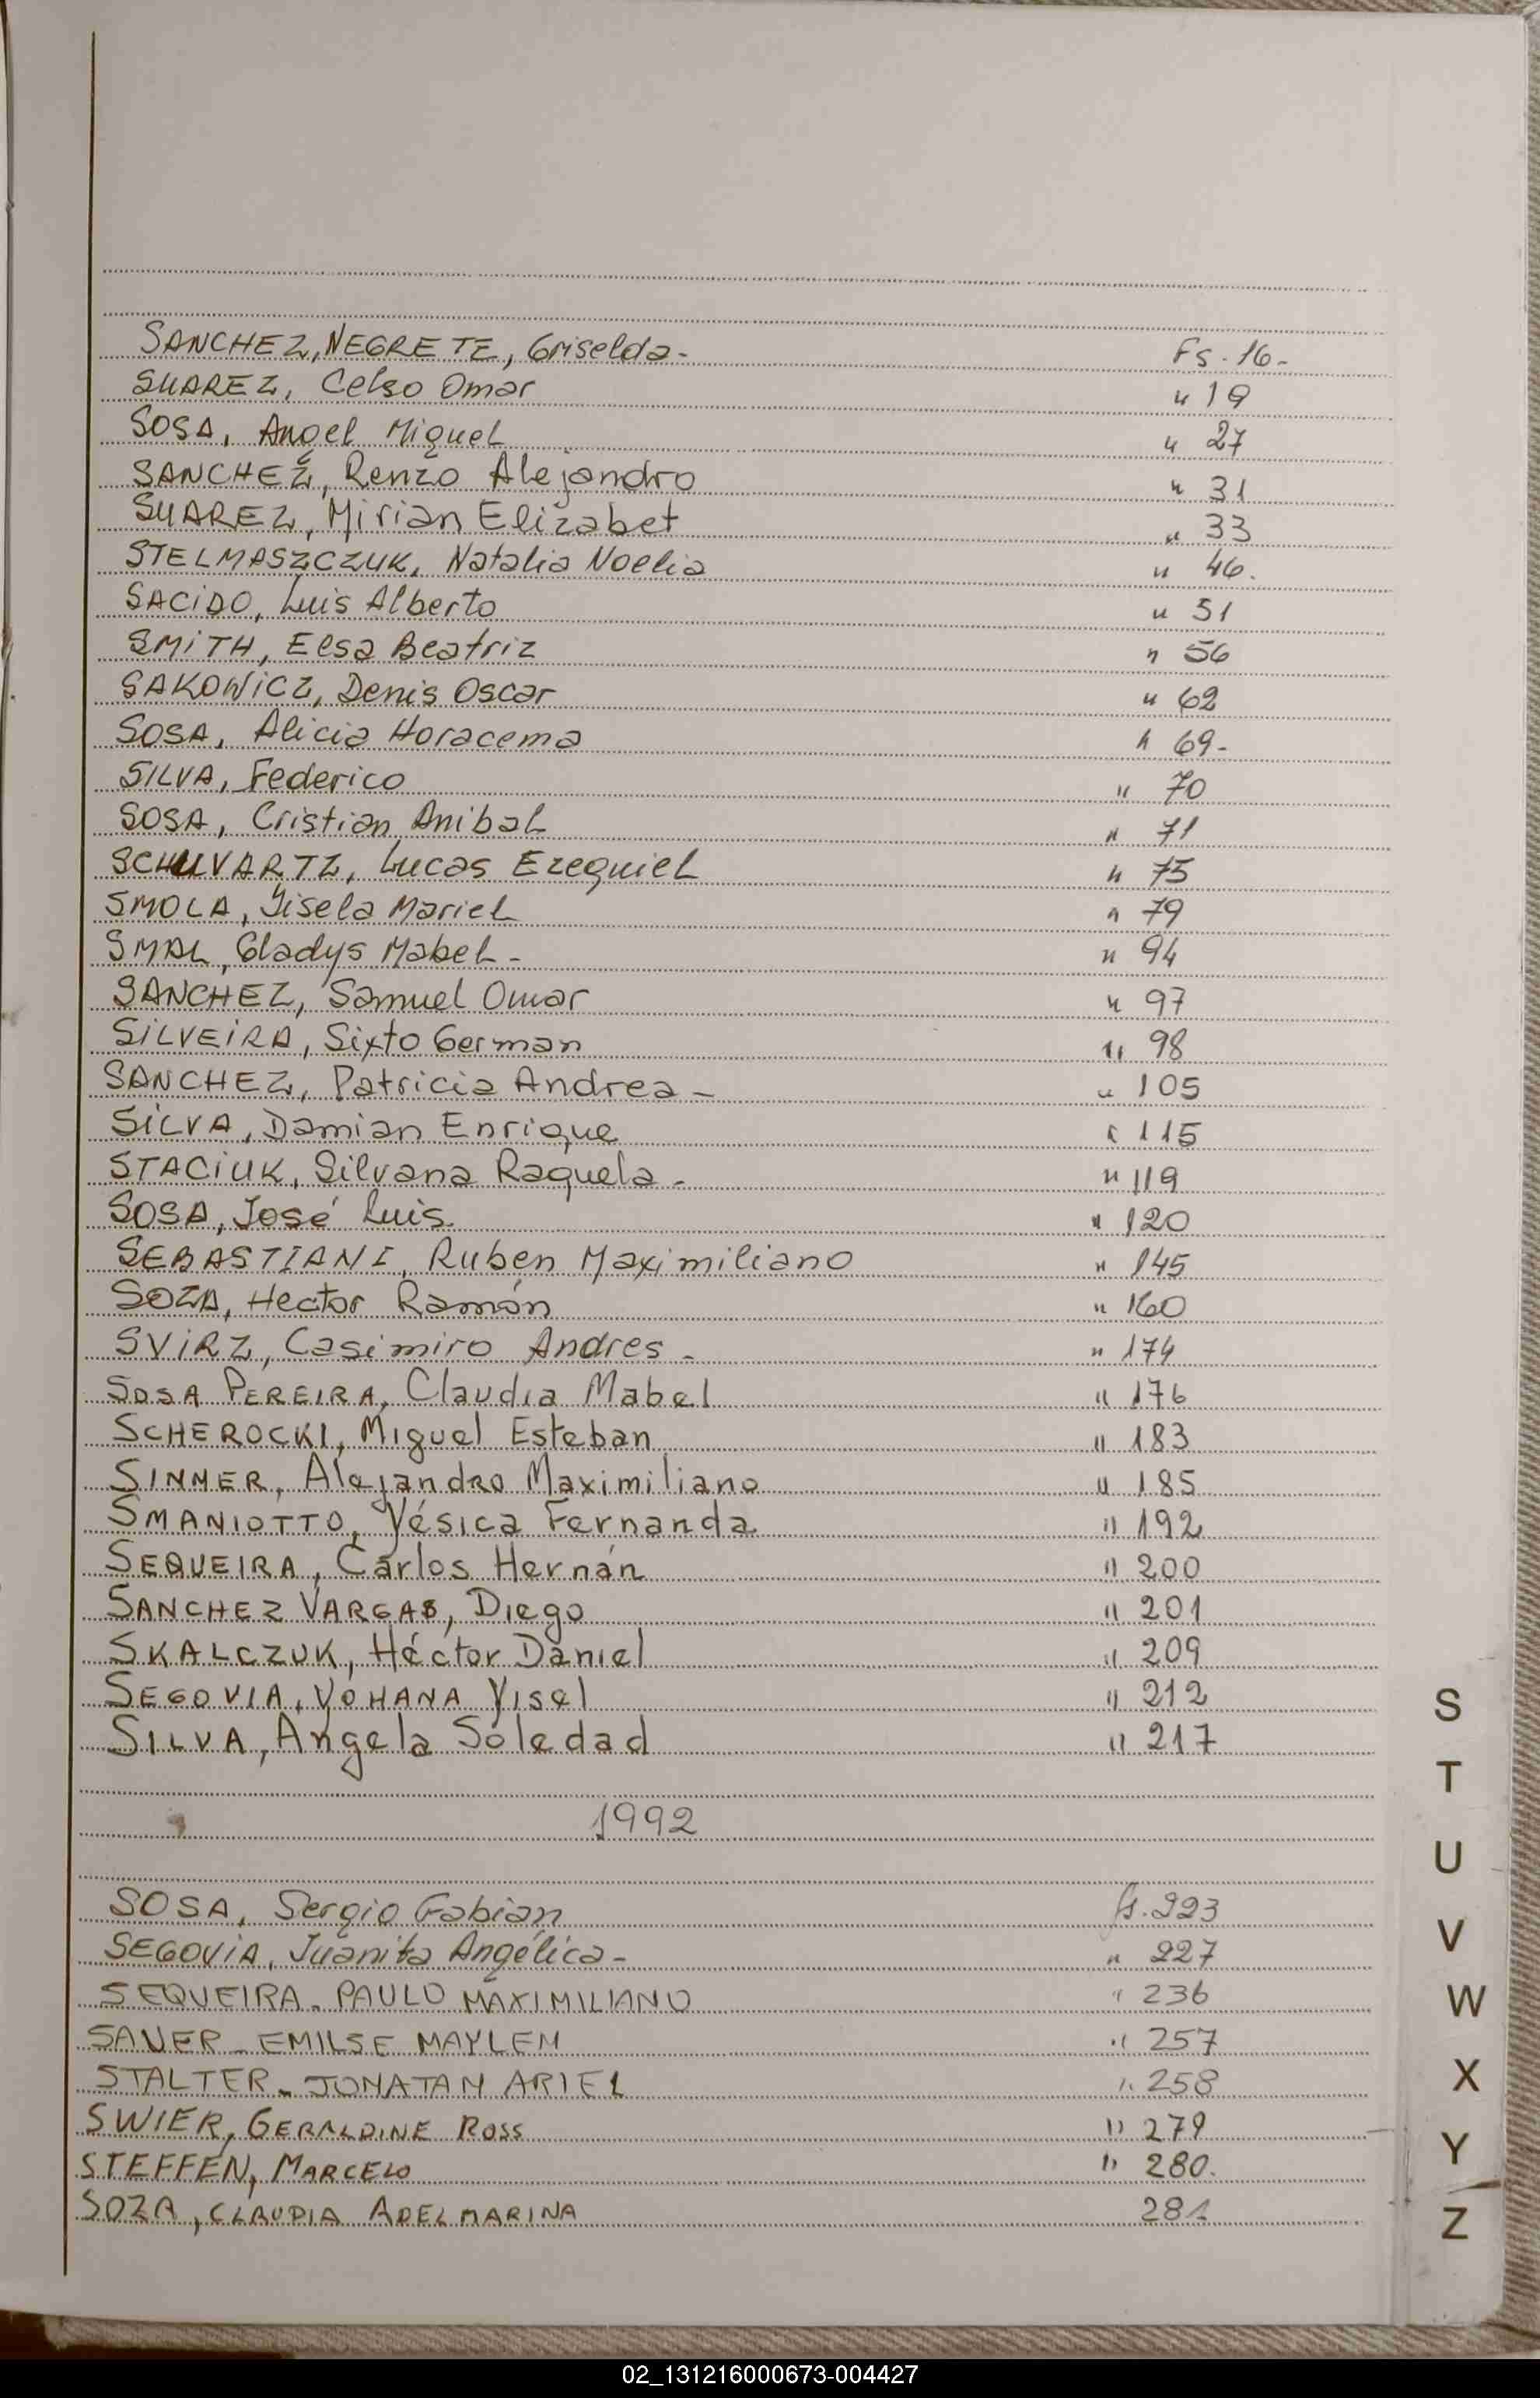 SANCHEZ, NEGRETE, Griselda - Fs. 16-
SUAREZ, Celso Omar " 19
SOSA, Angel Miguel " 27
SANCHEZ, Renzo Alejandro " 31
SUAREZ, Mirian Elizabet " 33
STELMASZCZUK, Natalia Noelia " 46.
SACIDO, Luis Alberto " 51
SMITH, Elsa Beatriz " 56
SAKOWICZ, Denis Oscar " 62
SOSA, Alicia Horacema " 69-
SILVA, Federico " 70
SOSA, Cristian Anibal " 71
SCHUVARTZ, Lucas Ezequiel " 75
SMOLA, Jisela Mariel " 79
SMAL, Gladys Mabel - " 94
SANCHEZ, Samuel Omar " 97
SILVEIRA, Sixto German " 98
SANCHEZ, Patricia Andrea - " 105
SILVA, Damian Enrique " 115
STACIUK, Silvana Raquela - " 119
SOSA, José Luis. " 120
SEBASTIANI, Ruben Maximiliano " 145
SOZA, Hector Ramón " 160
SVIRZ, Casimiro Andres - " 174
SOSA PEREIRA, Claudia Mabel " 176
SCHEROCKI, Miguel Esteban " 183
SINNER, Alejandro Maximiliano " 185
SMANIOTTO, Yésica Fernanda " 192
SEQUEIRA, Carlos Hernán " 200
SANCHEZ VARGAS, Diego " 201
SKALCZUK, Héctor Daniel " 209
SEGOVIA, YOHANA Yisel " 212
SILVA, Angela Soledad " 217
1992
SOSA, Sergio Fabián fs. 223
SEGOVIA, Juanita Angélica - " 227
SEQUEIRA - PAULO MAXIMILIANO " 236
SAUER - EMILSE MAYLEN " 257
STALTER - JONATAN ARIEL " 258
SWIER, GERALDINE ROSS " 279
STEFFEN, MARCELO " 280.
SOZA, CLAUDIA ADELMARINA 281
S
T
U
V
W
X
Y
Z
02_131216000673-004427